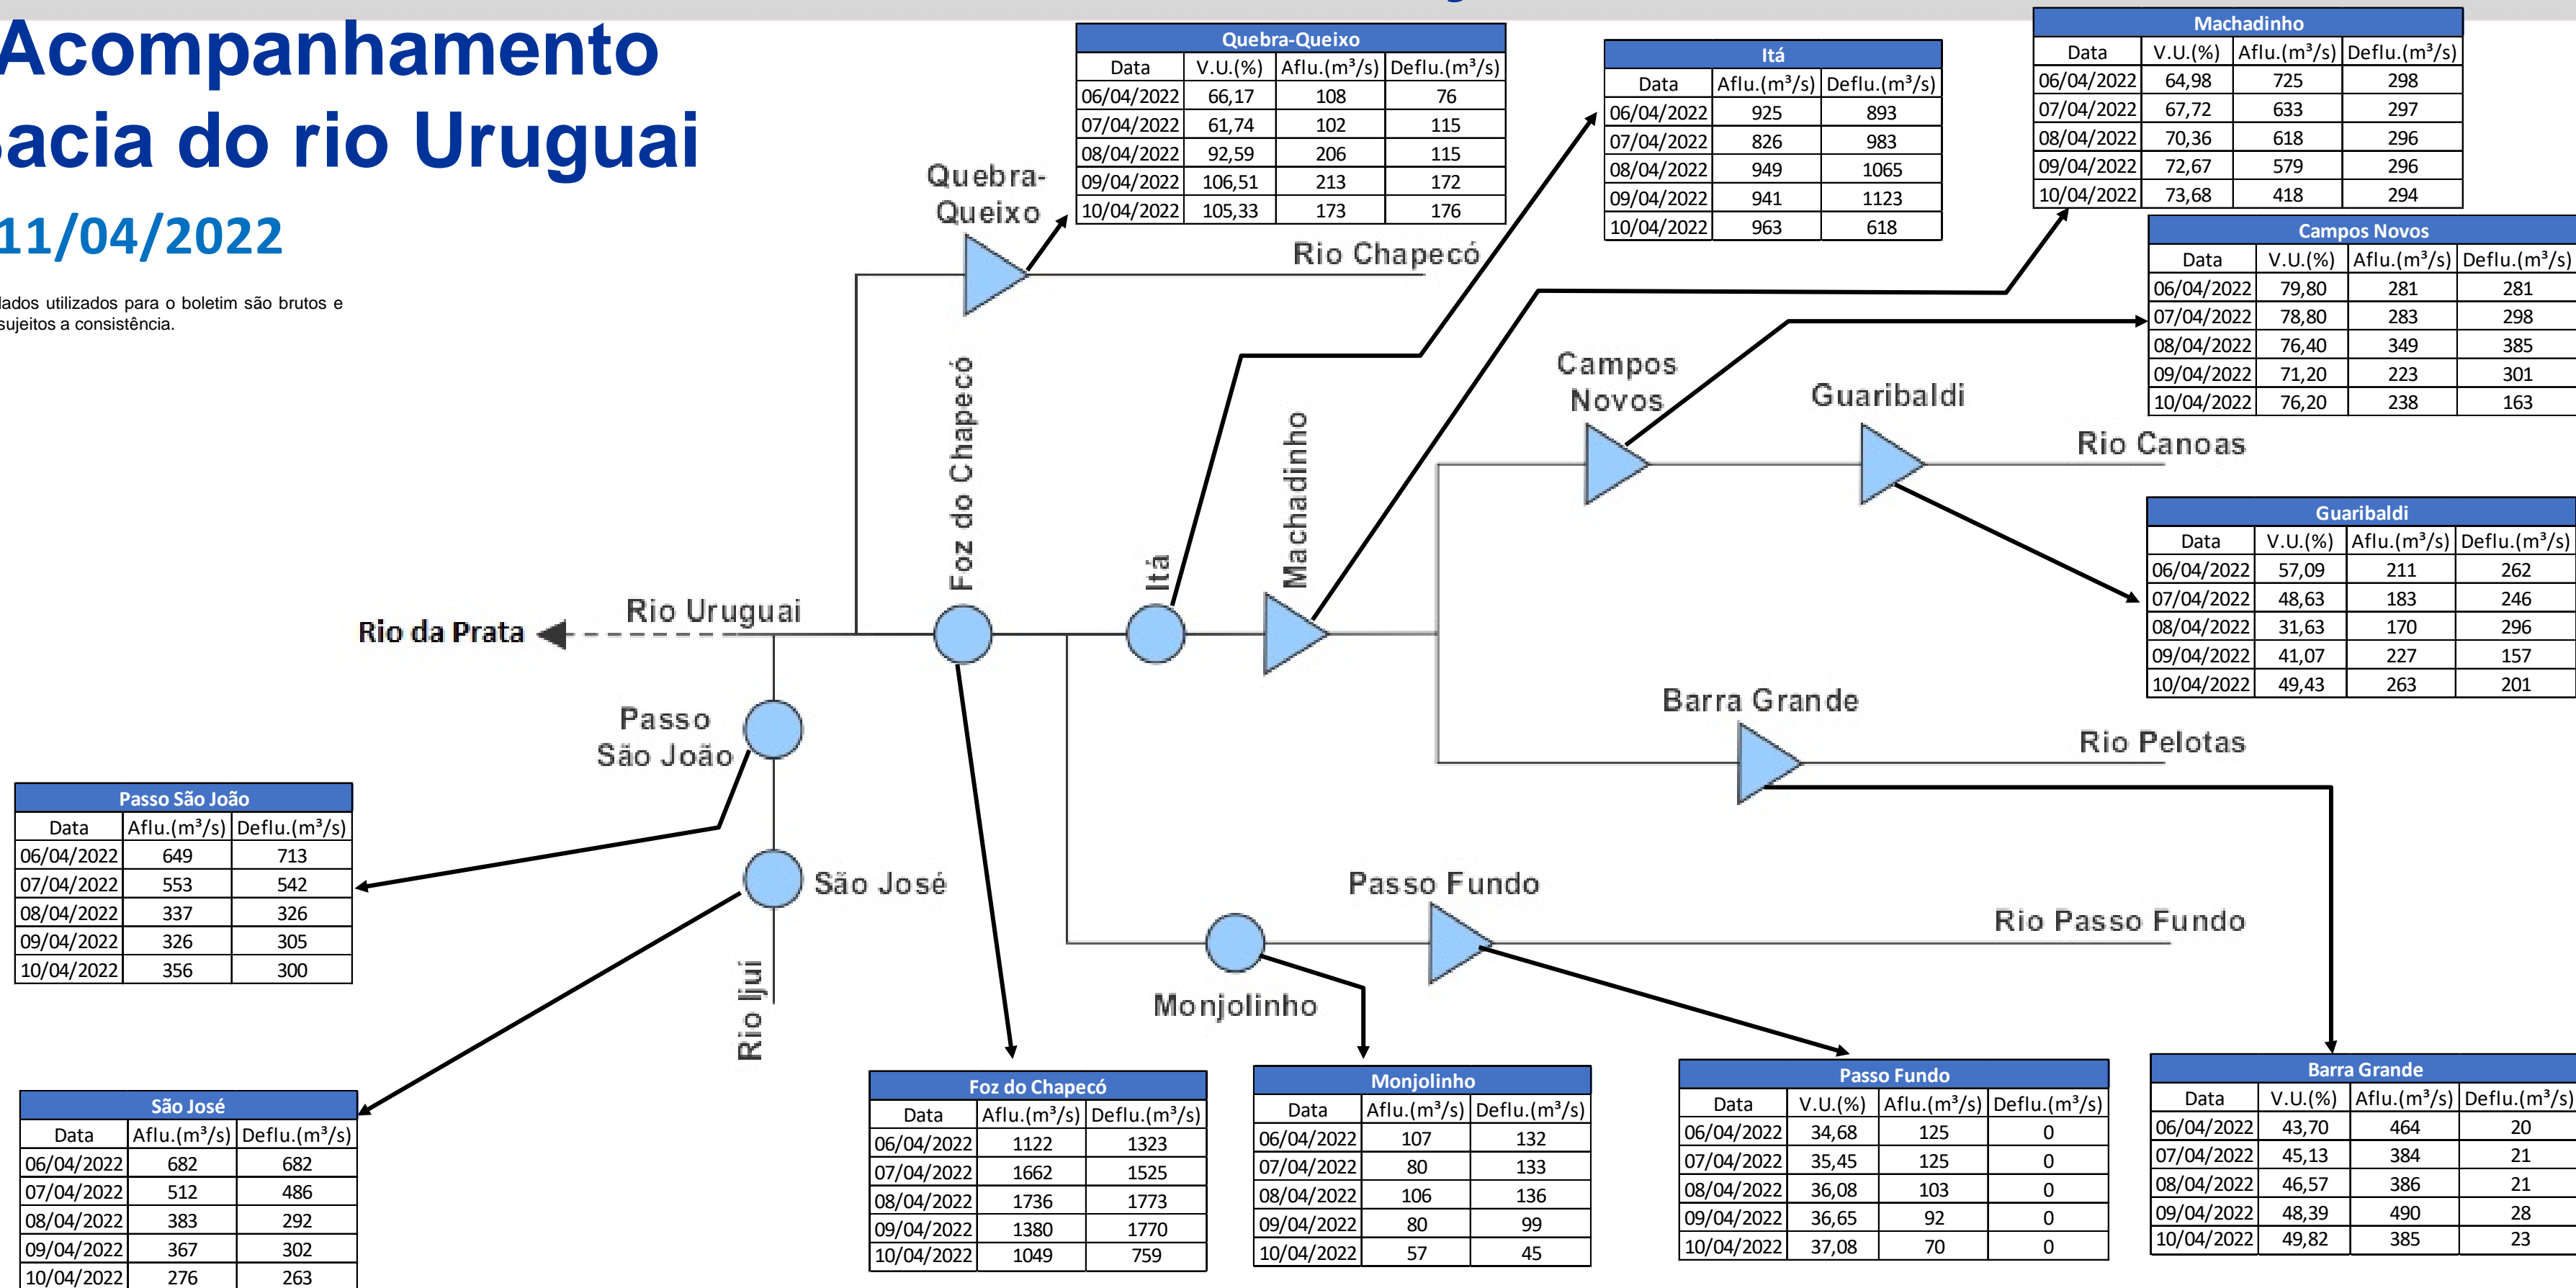 Acompanhamento
Bacia do rio Uruguai
11/04/2022
dados utilizados para o boletim são brutos e
sujeitos a consistência.
Quebra-Queixo
Data V.U.(%) Aflu.(m³/s) Deflu.(m³/s)
06/04/2022 66,17 108 76
07/04/2022 61,74 102 115
08/04/2022 92,59 206 115
09/04/2022 106,51 213 172
10/04/2022 105,33 173 176
Itá
Data Aflu.(m³/s) Deflu.(m³/s)
06/04/2022 925 893
07/04/2022 826 983
08/04/2022 949 1065
09/04/2022 941 1123
10/04/2022 963 618
Machadinho
Data V.U.(%) Aflu.(m³/s) Deflu.(m³/s)
06/04/2022 64,98 725 298
07/04/2022 67,72 633 297
08/04/2022 70,36 618 296
09/04/2022 72,67 579 296
10/04/2022 73,68 418 294
Campos Novos
Data V.U.(%) Aflu.(m³/s) Deflu.(m³/s)
06/04/2022 79,80 281 281
07/04/2022 78,80 283 298
08/04/2022 76,40 349 385
09/04/2022 71,20 223 301
10/04/2022 76,20 238 163
Quebra-
Queixo
Rio Chapecó
Foz do Chapecó
Itá
Machadinho
Campos
Novos
Guaribaldi
Rio Canoas
Guaribaldi
Data V.U.(%) Aflu.(m³/s) Deflu.(m³/s)
06/04/2022 57,09 211 262
07/04/2022 48,63 183 246
08/04/2022 31,63 170 296
09/04/2022 41,07 227 157
10/04/2022 49,43 263 201
Rio da Prata
Rio Uruguai
Barra Grande
Rio Pelotas
Passo
São João
São José
Rio Ijuí
Passo Fundo
Rio Passo Fundo
Monjolinho
Passo São João
Data Aflu.(m³/s) Deflu.(m³/s)
06/04/2022 649 713
07/04/2022 553 542
08/04/2022 337 326
09/04/2022 326 305
10/04/2022 356 300
São José
Data Aflu.(m³/s) Deflu.(m³/s)
06/04/2022 682 682
07/04/2022 512 486
08/04/2022 383 292
09/04/2022 367 302
10/04/2022 276 263
Foz do Chapecó
Data Aflu.(m³/s) Deflu.(m³/s)
06/04/2022 1122 1323
07/04/2022 1662 1525
08/04/2022 1736 1773
09/04/2022 1380 1770
10/04/2022 1049 759
Monjolinho
Data Aflu.(m³/s) Deflu.(m³/s)
06/04/2022 107 132
07/04/2022 80 133
08/04/2022 106 136
09/04/2022 80 99
10/04/2022 57 45
Passo Fundo
Data V.U.(%) Aflu.(m³/s) Deflu.(m³/s)
06/04/2022 34,68 125 0
07/04/2022 35,45 125 0
08/04/2022 36,08 103 0
09/04/2022 36,65 92 0
10/04/2022 37,08 70 0
Barra Grande
Data V.U.(%) Aflu.(m³/s) Deflu.(m³/s)
06/04/2022 43,70 464 20
07/04/2022 45,13 384 21
08/04/2022 46,57 386 21
09/04/2022 48,39 490 28
10/04/2022 49,82 385 23